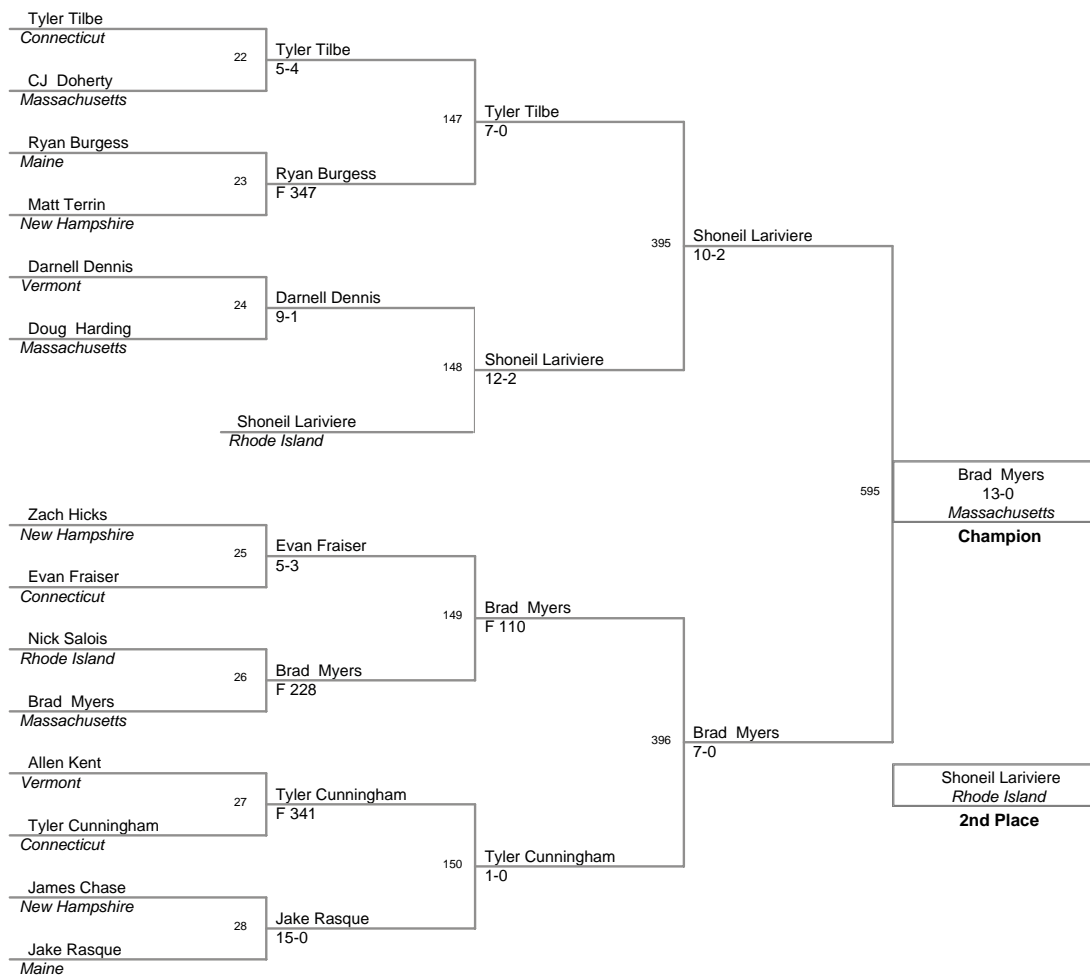 Tyler Tilbe
Connecticut
22
Tyler Tilbe
5-4
CJ  Doherty
Massachusetts
147
Tyler Tilbe
7-0
Ryan Burgess
Maine
23
Ryan Burgess
F 347
Matt Terrin
New Hampshire
395
Shoneil Lariviere
10-2
Darnell Dennis
Vermont
24
Darnell Dennis
9-1
Doug  Harding
Massachusetts
148
Shoneil Lariviere
12-2
Shoneil Lariviere
Rhode Island
595
Brad  Myers
13-0
Massachusetts
Champion
Zach Hicks
New Hampshire
25
Evan Fraiser
5-3
Evan Fraiser
Connecticut
149
Brad  Myers
F 110
Nick Salois
Rhode Island
26
Brad  Myers
F 228
Brad  Myers
Massachusetts
396
Brad  Myers
7-0
Allen Kent
Vermont
27
Tyler Cunningham
F 341
Tyler Cunningham
Connecticut
150
Tyler Cunningham
1-0
James Chase
New Hampshire
28
Jake Rasque
15-0
Jake Rasque
Maine
Shoneil Lariviere
Rhode Island
2nd Place